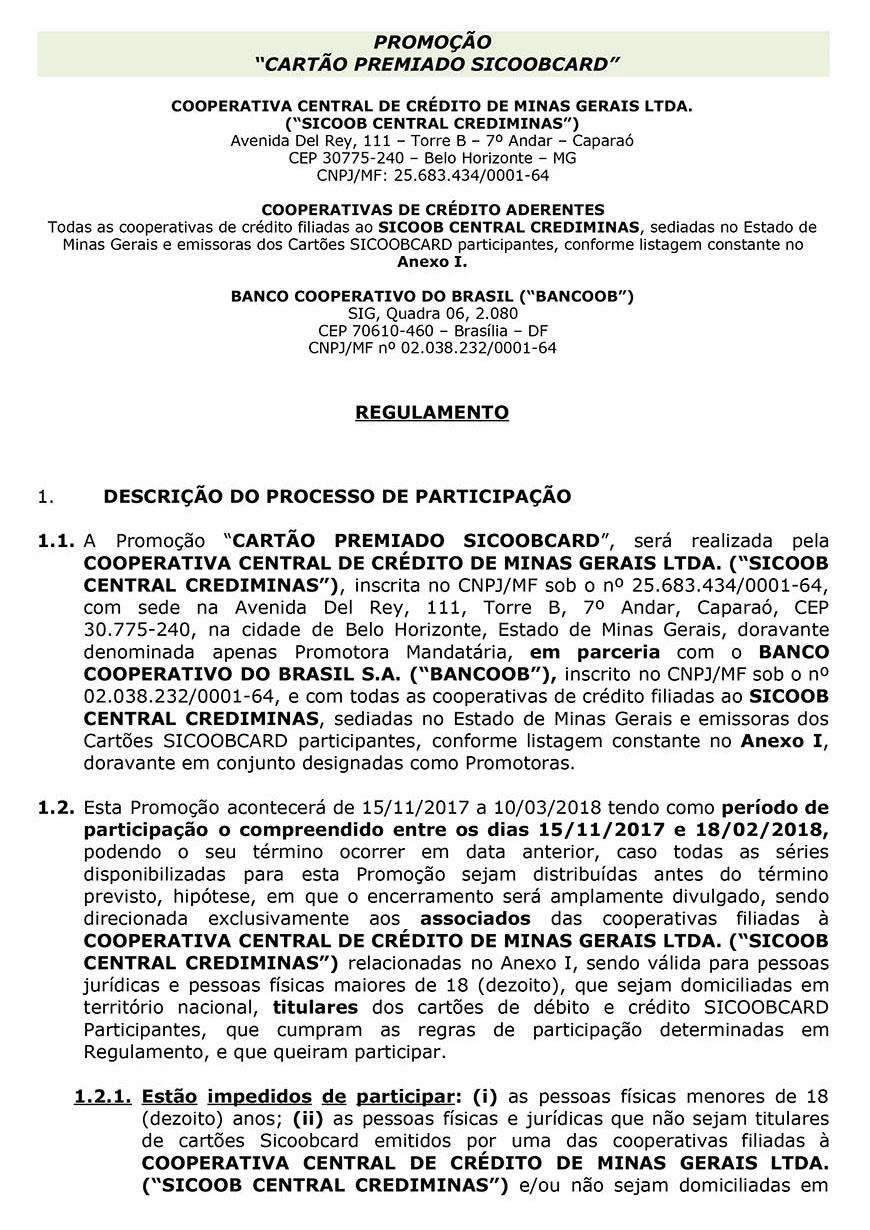 PROMOÇÃO
“CARTÃO PREMIADO SICOOBCARD”
COOPERATIVA CENTRAL DE CRÉDITO DE MINAS GERAIS LTDA.
(“SICOOB CENTRAL CREDIMINAS”)
Avenida Del Rey, 111 – Torre B – 7º Andar – Caparaó
CEP 30775-240 – Belo Horizonte – MG
CNPJ/MF: 25.683.434/0001-64
COOPERATIVAS DE CRÉDITO ADERENTES
Todas as cooperativas de crédito filiadas ao SICOOB CENTRAL CREDIMINAS, sediadas no Estado de
Minas Gerais e emissoras dos Cartões SICOOBCARD participantes, conforme listagem constante no
Anexo I.
BANCO COOPERATIVO DO BRASIL (“BANCOOB”)
SIG, Quadra 06, 2.080
CEP 70610-460 – Brasília – DF
CNPJ/MF nº 02.038.232/0001-64
REGULAMENTO
1. DESCRIÇÃO DO PROCESSO DE PARTICIPAÇÃO
1.1. A Promoção “CARTÃO PREMIADO SICOOBCARD”, será realizada pela
COOPERATIVA CENTRAL DE CRÉDITO DE MINAS GERAIS LTDA. (“SICOOB
CENTRAL CREDIMINAS”), inscrita no CNPJ/MF sob o nº 25.683.434/0001-64,
com sede na Avenida Del Rey, 111, Torre B, 7º Andar, Caparaó, CEP
30.775-240, na cidade de Belo Horizonte, Estado de Minas Gerais, doravante
denominada apenas Promotora Mandatária, em parceria com o BANCO
COOPERATIVO DO BRASIL S.A. (“BANCOOB”), inscrito no CNPJ/MF sob o nº
02.038.232/0001-64, e com todas as cooperativas de crédito filiadas ao SICOOB
CENTRAL CREDIMINAS, sediadas no Estado de Minas Gerais e emissoras dos
Cartões SICOOBCARD participantes, conforme listagem constante no Anexo I,
doravante em conjunto designadas como Promotoras.
1.2. Esta Promoção acontecerá de 15/11/2017 a 10/03/2018 tendo como período de
participação o compreendido entre os dias 15/11/2017 e 18/02/2018,
podendo o seu término ocorrer em data anterior, caso todas as séries
disponibilizadas para esta Promoção sejam distribuídas antes do término
previsto, hipótese, em que o encerramento será amplamente divulgado, sendo
direcionada exclusivamente aos associados das cooperativas filiadas à
COOPERATIVA CENTRAL DE CRÉDITO DE MINAS GERAIS LTDA. (“SICOOB
CENTRAL CREDIMINAS”) relacionadas no Anexo I, sendo válida para pessoas
jurídicas e pessoas físicas maiores de 18 (dezoito), que sejam domiciliadas em
território nacional, titulares dos cartões de débito e crédito SICOOBCARD
Participantes, que cumpram as regras de participação determinadas em
Regulamento, e que queiram participar.
1.2.1. Estão impedidos de participar: (i) as pessoas físicas menores de 18
(dezoito) anos; (ii) as pessoas físicas e jurídicas que não sejam titulares
de cartões Sicoobcard emitidos por uma das cooperativas filiadas à
COOPERATIVA CENTRAL DE CRÉDITO DE MINAS GERAIS LTDA.
(“SICOOB CENTRAL CREDIMINAS”) e/ou não sejam domiciliadas em